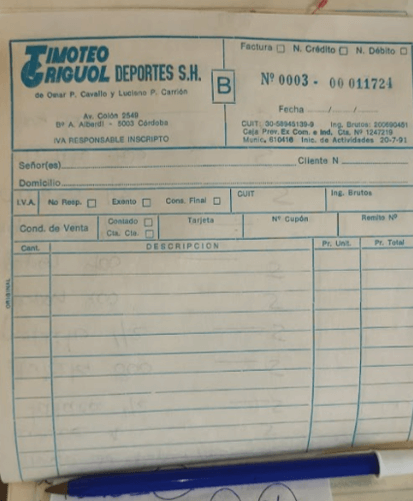 TIMOTEO
GRIGUOL DEPORTES S.H.
de Omar P. Cavallo y Luciano P. Carrión
Av. Colón 2549
Bº A. Alberdi - 5003 Córdoba
IVA RESPONSABLE INSCRIPTO
B
Factura N. Crédito N. Débito
Nº 0003 - 00 011724
Fecha / /
CUIT: 30-58945139-9 Ing. Brutos: 200690451
Caja Prev. Ex Com. e Ind. Cta. Nº 1247219
Munic. 610416 Inic. de Actividades 20-7-91
Señor(es) Cliente N
Domicilio
I.V.A. No Resp. Exento Cons. Final CUIT Ing. Brutos
Cond. de Venta Contado Tarjeta Nº Cupón Remito Nº
Cta. Cte.
Cant. DESCRIPCION Pr. Unit. Pr. Total
ORIGINAL